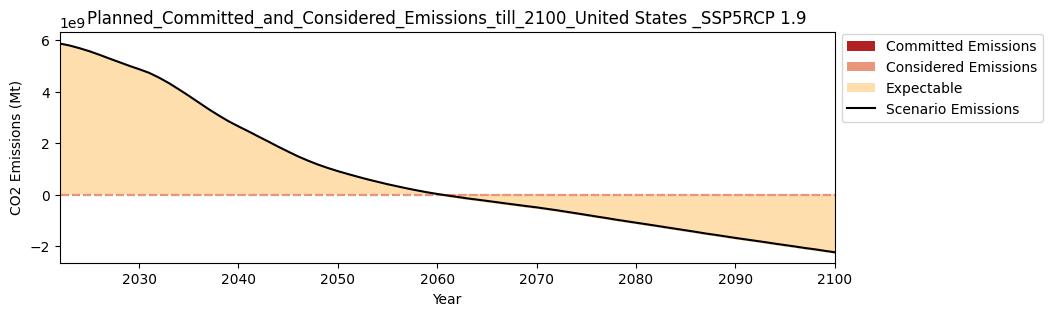 Planned_Committed_and_Considered_Emissions_till_2100_United States _SSP5RCP 1.9
1e9
CO2 Emissions (Mt)
6
4
2
0
−2
2030 2040 2050 2060 2070 2080 2090 2100
Year
Committed Emissions
Considered Emissions
Expectable
Scenario Emissions